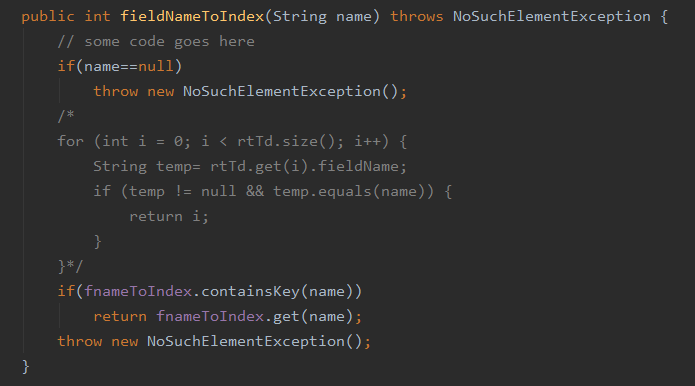 public int fieldNameToIndex(String name) throws NoSuchElementException {
    // some code goes here
    if(name==null)
        throw new NoSuchElementException();
    /*
    for (int i = 0; i < rtTd.size(); i++) {
        String temp= rtTd.get(i).fieldName;
        if (temp != null && temp.equals(name)) {
            return i;
        }
    }*/
    if(fnameToIndex.containsKey(name))
        return fnameToIndex.get(name);
    throw new NoSuchElementException();
}